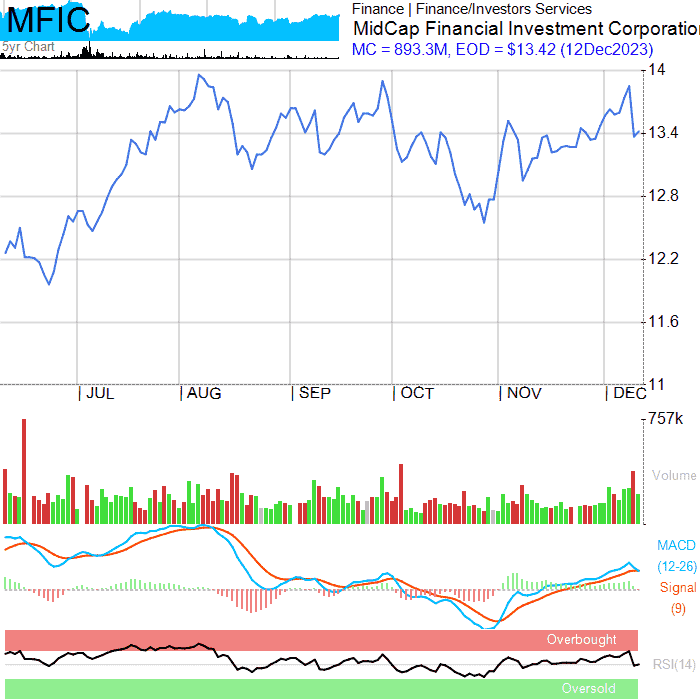 MFIC
5yr Chart
Finance | Finance/Investors Services
MidCap Financial Investment Corporation
MC = 893.3M, EOD = $13.42 (12Dec2023)
14
13.4
12.8
12.2
11.6
11
JUL
AUG
SEP
OCT
NOV
DEC
757k
Volume
MACD
(12-26)
Signal
(9)
Overbought
RSI(14)
Oversold